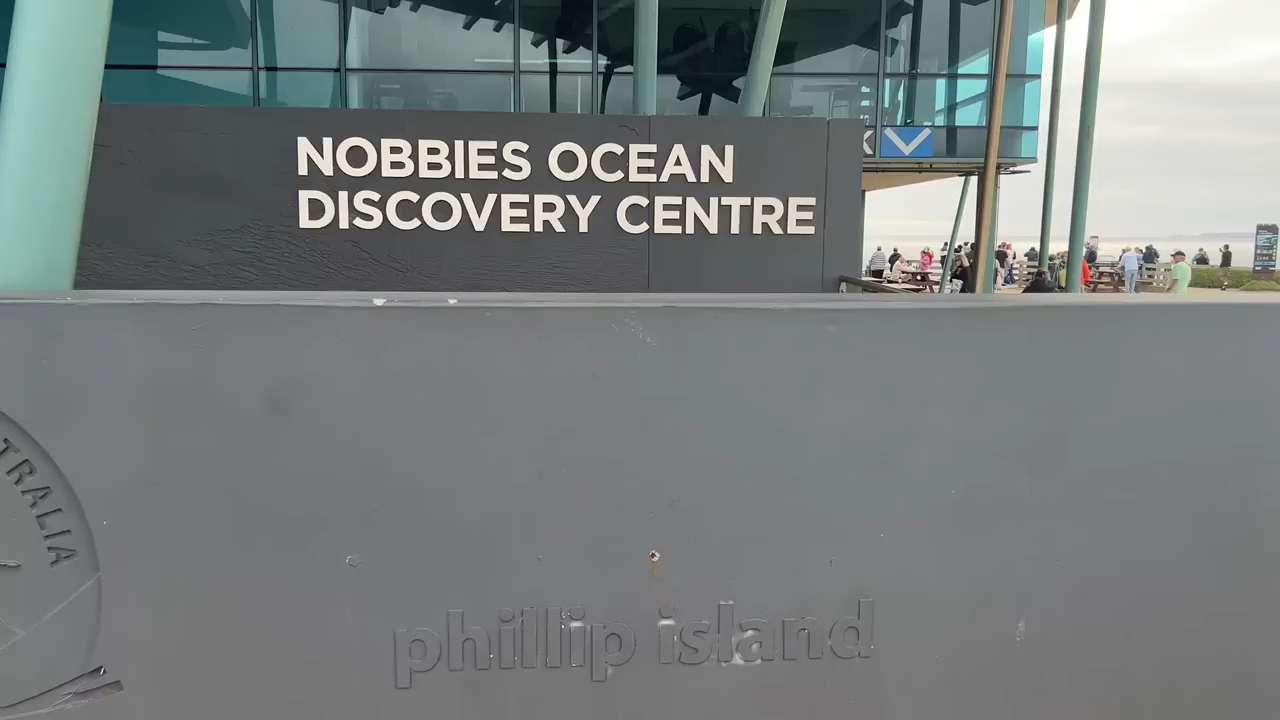 NOBBIES OCEAN
DISCOVERY CENTRE
K
TRALIA
phillip island